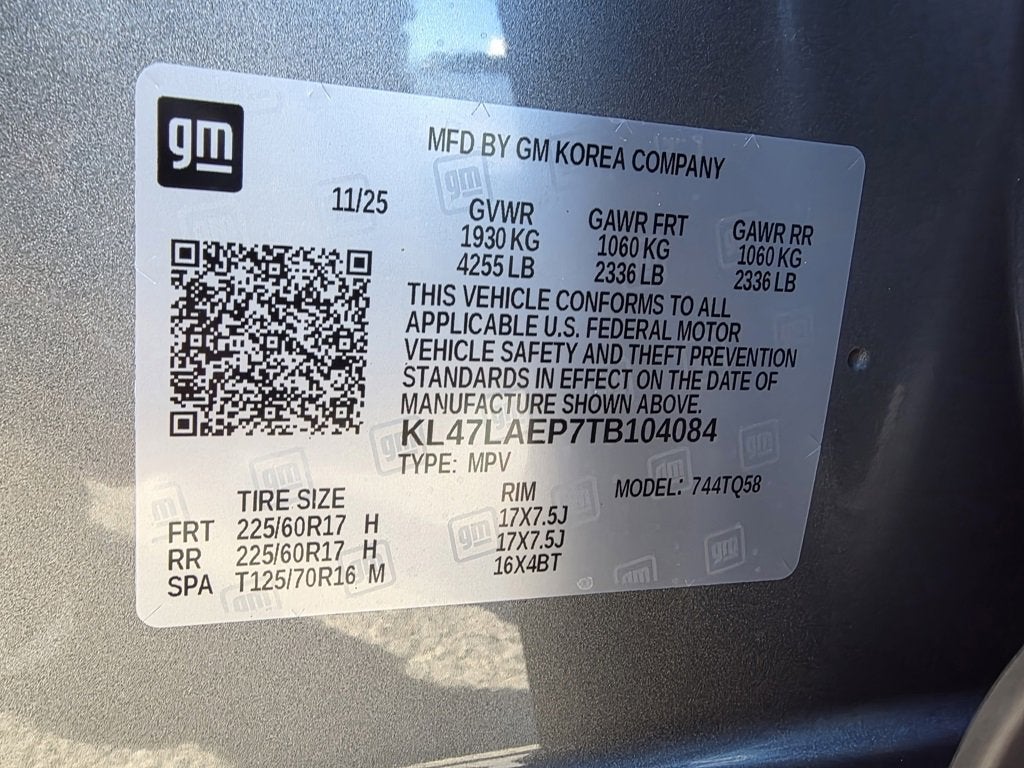 gm
MFD BY GM KOREA COMPANY
11/25
GVWR GAWR FRT GAWR RR
1930 KG 1060 KG 1060 KG
4255 LB 2336 LB 2336 LB
THIS VEHICLE CONFORMS TO ALL
APPLICABLE U.S. FEDERAL MOTOR
VEHICLE SAFETY AND THEFT PREVENTION
STANDARDS IN EFFECT ON THE DATE OF
MANUFACTURE SHOWN ABOVE.
KL47LAEP7TB104084
TYPE: MPV
MODEL: 744TQ58
TIRE SIZE RIM
FRT 225/60R17 H 17X7.5J
RR 225/60R17 H 17X7.5J
SPA T125/70R16 M 16X4BT